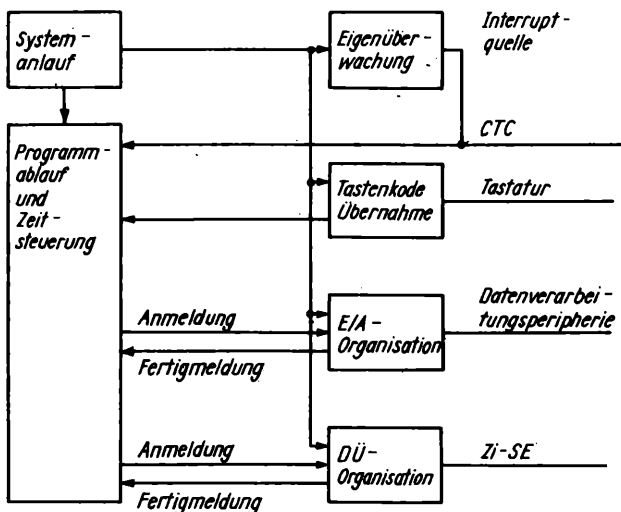 System-
anlauf
Eigenüber-
wachung
Interrupt-
quelle
CTC
Programm-
ablauf
und
Zeit-
steuerung
Tastenkode
Übernahme
Tastatur
Datenverarbei-
tungsperipherie
Anmeldung
E/A-
Organisation
Fertigmeldung
Anmeldung
DÜ-
Organisation
Zi-SE
Fertigmeldung